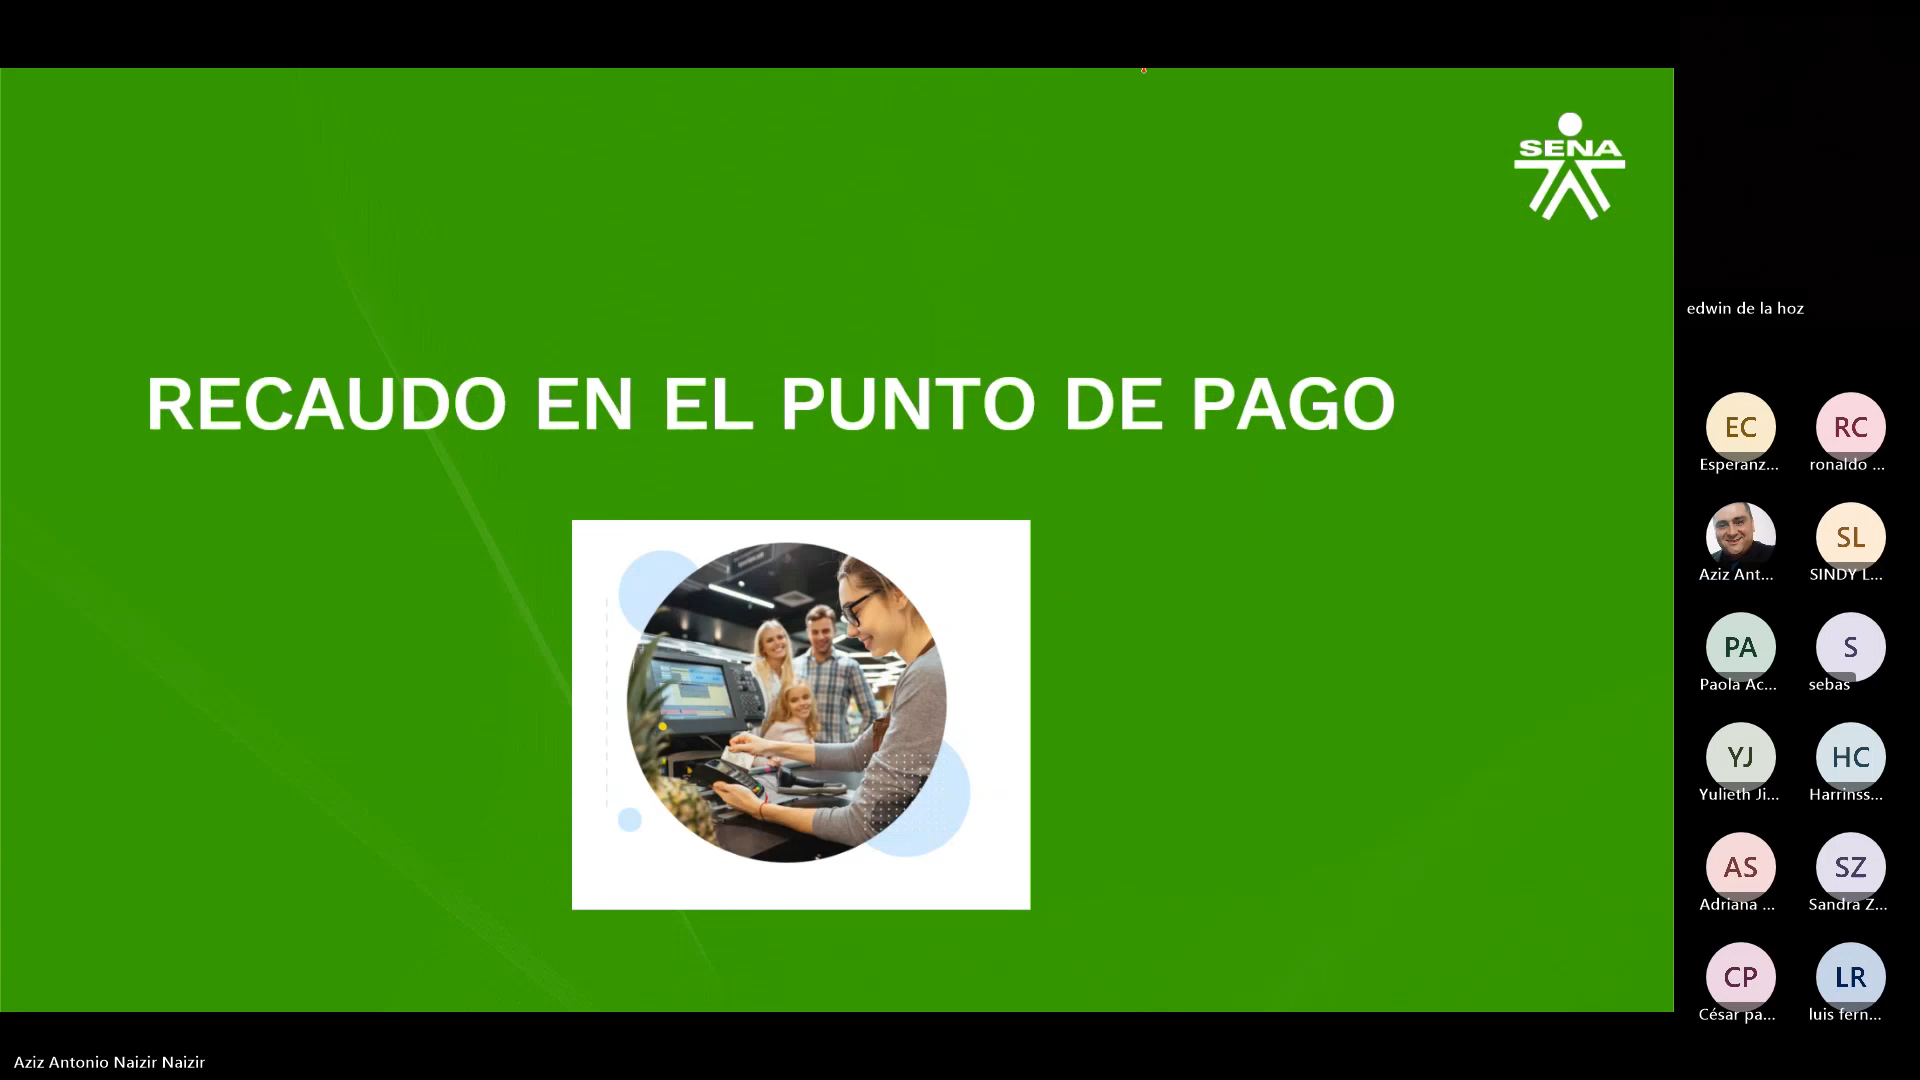 SENA
RECAUDO EN EL PUNTO DE PAGO
edwin de la hoz
EC
RC
Esperanz...
ronaldo ...
SL
Aziz Ant...
SINDY L...
PA
S
Paola Ac...
sebas
YJ
HC
Yulieth Ji...
Harrinss...
AS
SZ
Adriana ...
Sandra Z...
CP
LR
César pa...
luis fern...
Aziz Antonio Naizir Naizir